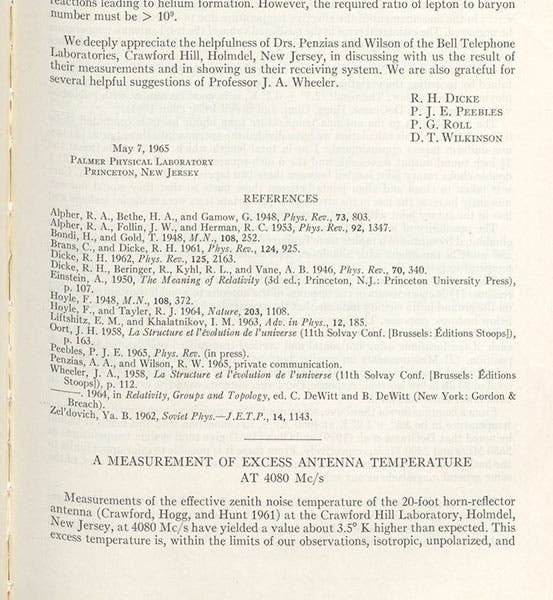 reactions leading to helium formation. However, the required ratio of lepton to baryon
number must be > 10⁹.
We deeply appreciate the helpfulness of Drs. Penzias and Wilson of the Bell Telephone
Laboratories, Crawford Hill, Holmdel, New Jersey, in discussing with us the result of
their measurements and in showing us their receiving system. We are also grateful for
several helpful suggestions of Professor J. A. Wheeler.
R. H. DICKE
P. J. E. PEEBLES
P. G. ROLL
D. T. WILKINSON
May 7, 1965
PALMER PHYSICAL LABORATORY
PRINCETON, NEW JERSEY
REFERENCES
Alpher, R. A., Bethe, H. A., and Gamow, G. 1948, Phys. Rev., 73, 803.
Alpher, R. A., Follin, J. W., and Herman, R. C. 1953, Phys. Rev., 92, 1347.
Bondi, H., and Gold, T. 1948, M.N., 108, 252.
Brans, C., and Dicke, R. H. 1961, Phys. Rev., 124, 925.
Dicke, R. H. 1962, Phys. Rev., 125, 2163.
Dicke, R. H., Beringer, R., Kyhl, R. L., and Vane, A. B. 1946, Phys. Rev., 70, 340.
Einstein, A., 1950, The Meaning of Relativity (3d ed.; Princeton, N.J.: Princeton University Press),
p. 107.
Hoyle, F. 1948, M.N., 108, 372.
Hoyle, F., and Tayler, R. J. 1964, Nature, 203, 1108.
Liftshitz, E. M., and Khalatnikov, I. M. 1963, Adv. in Phys., 12, 185.
Oort, J. H. 1958, La Structure et l'évolution de l'universe (11th Solvay Conf. [Brussels: Éditions Stoops]),
p. 163.
Peebles, P. J. E. 1965, Phys. Rev. (in press).
Penzias, A. A., and Wilson, R. W. 1965, private communication.
Wheeler, J. A., 1958, La Structure et l'évolution de l'universe (11th Solvay Conf. [Brussels: Éditions
Stoops]), p. 112.
———. 1964, in Relativity, Groups and Topology, ed. C. DeWitt and B. DeWitt (New York: Gordon &
Breach).
Zel'dovich, Ya. B. 1962, Soviet Phys.—J.E.T.P., 14, 1143.
A MEASUREMENT OF EXCESS ANTENNA TEMPERATURE
AT 4080 Mc/s
Measurements of the effective zenith noise temperature of the 20-foot horn-reflector
antenna (Crawford, Hogg, and Hunt 1961) at the Crawford Hill Laboratory, Holmdel,
New Jersey, at 4080 Mc/s have yielded a value about 3.5° K higher than expected. This
excess temperature is, within the limits of our observations, isotropic, unpolarized, and